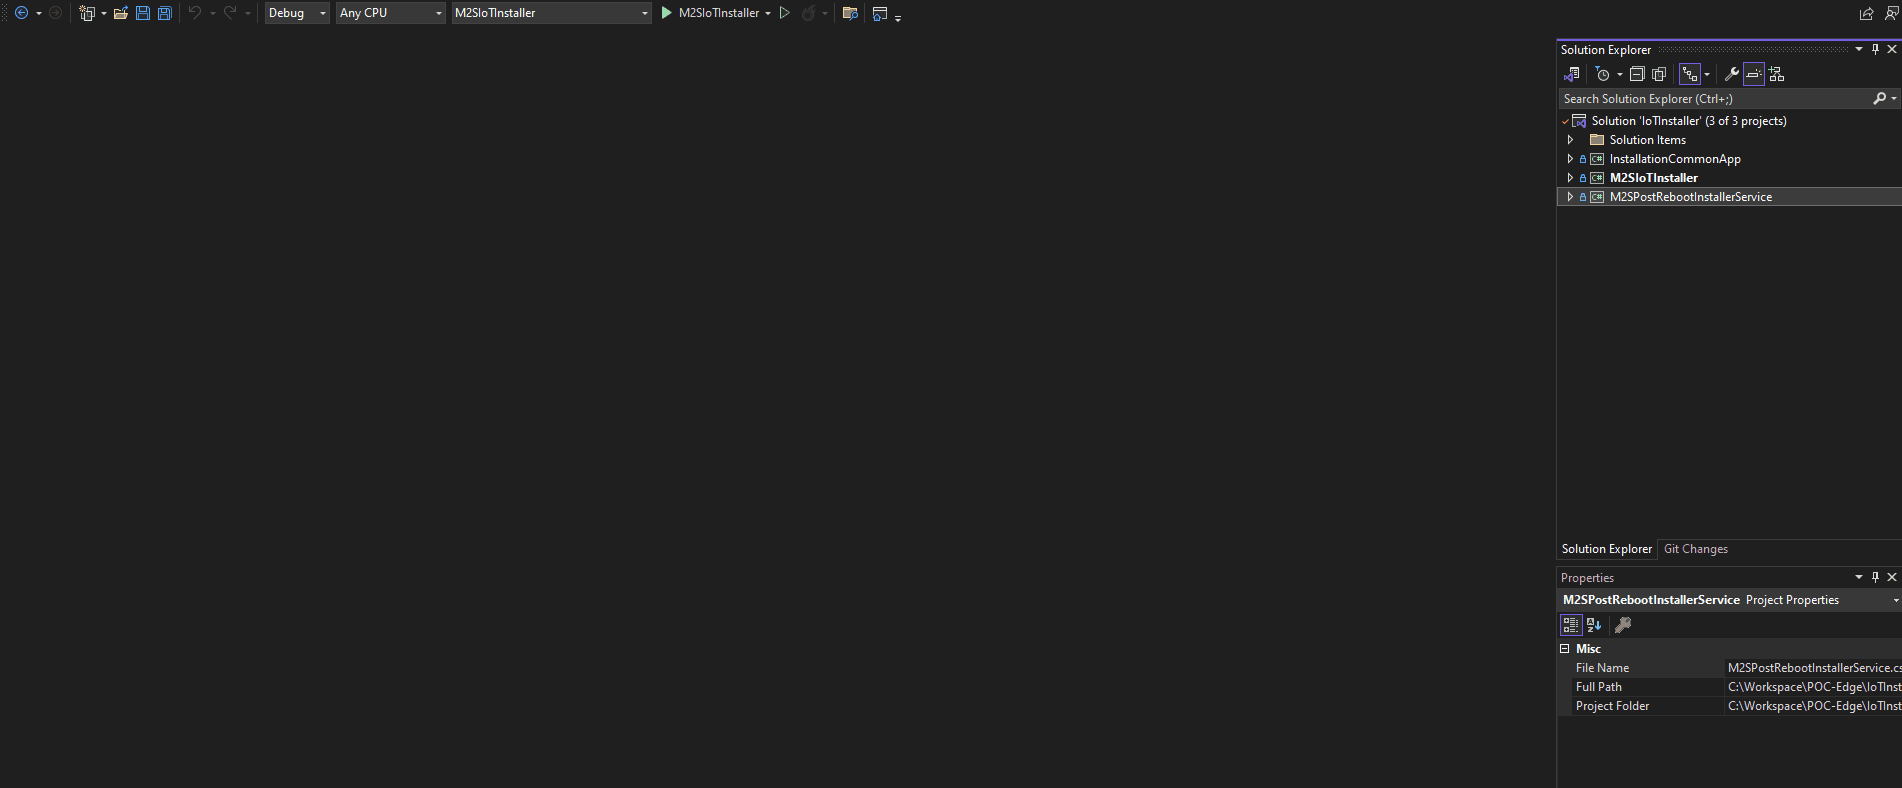 Debug Any CPU M2SIoTInstaller M2SIoTInstaller
Solution Explorer
Search Solution Explorer (Ctrl+;)
Solution 'IoTInstaller' (3 of 3 projects)
Solution Items
C# InstallationCommonApp
C# M2SIoTInstaller
C# M2SPostRebootInstallerService
Solution Explorer Git Changes
Properties
M2SPostRebootInstallerService Project Properties
Misc
File Name M2SPostRebootInstallerService.cs
Full Path C:\Workspace\POC-Edge\IoTInst
Project Folder C:\Workspace\POC-Edge\IoTInst